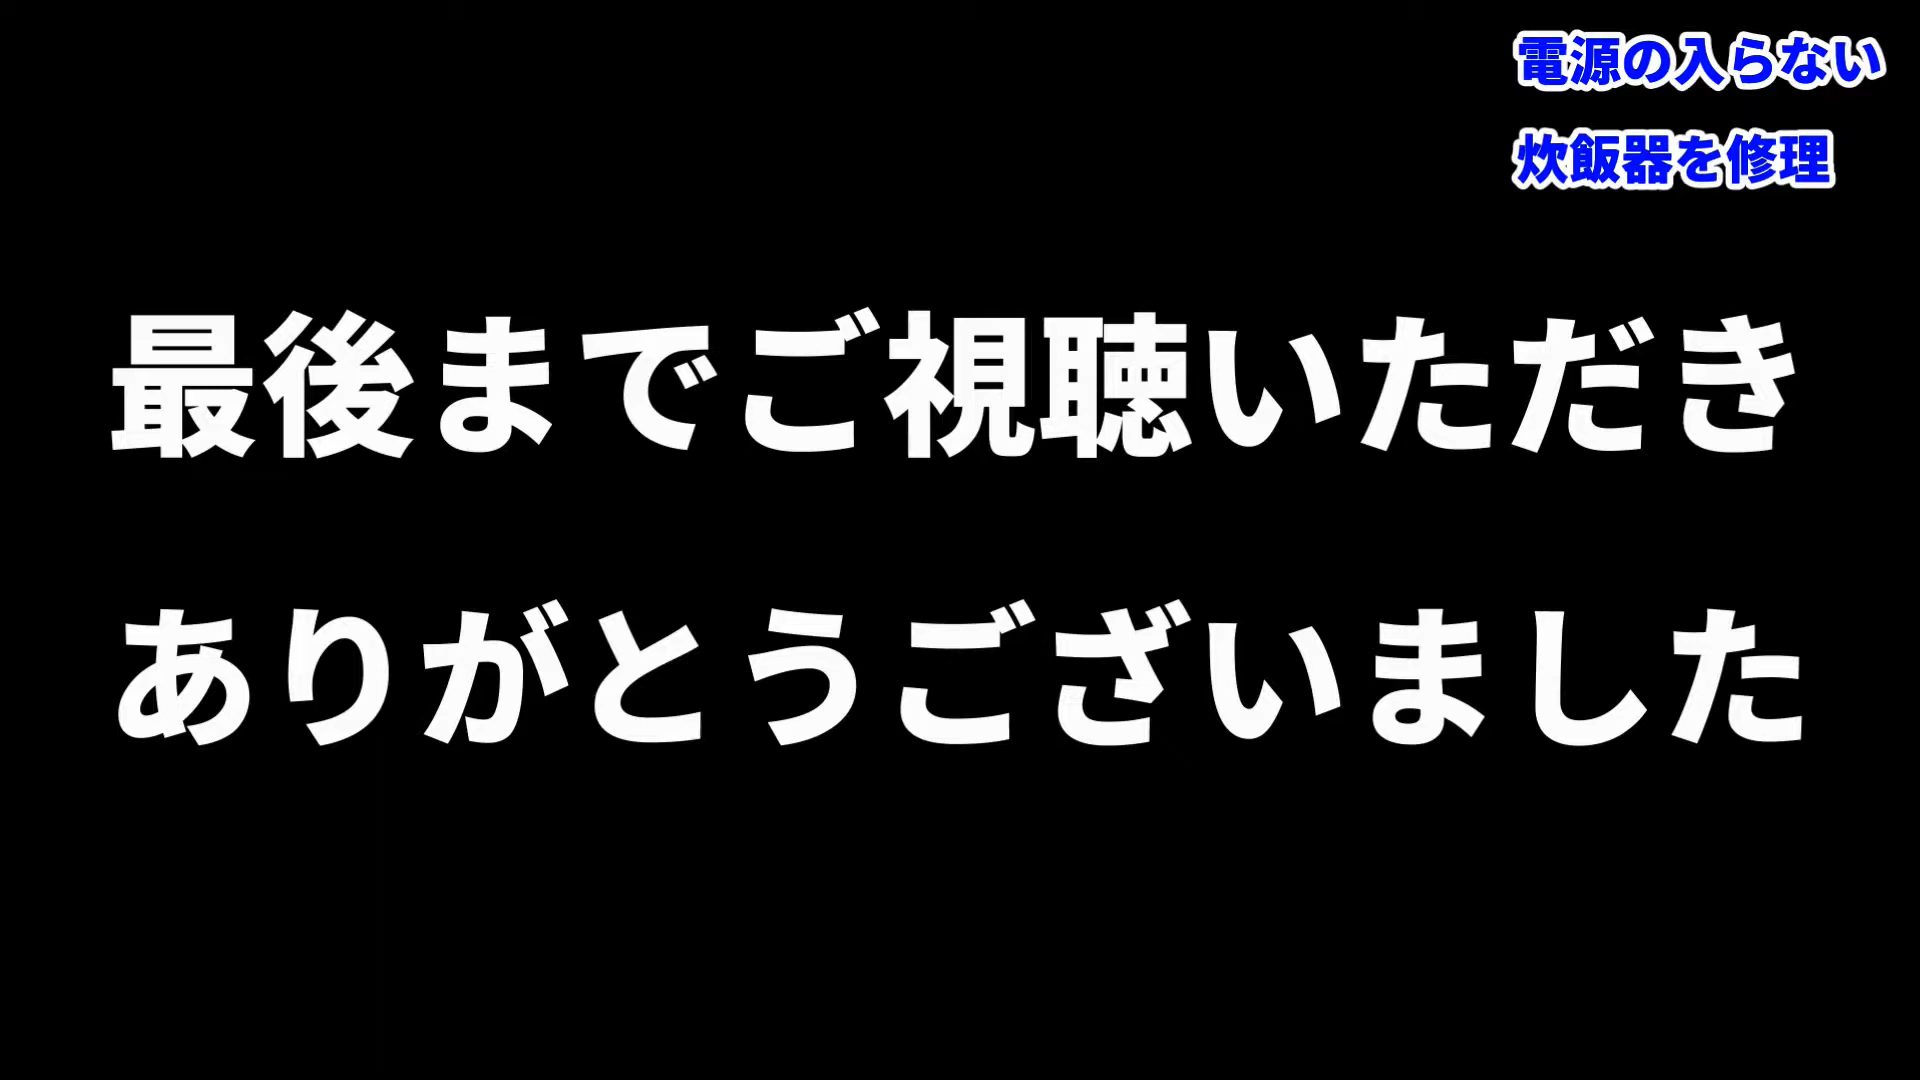 電源の入らない
炊飯器を修理
最後までご視聴いただき
ありがとうございました